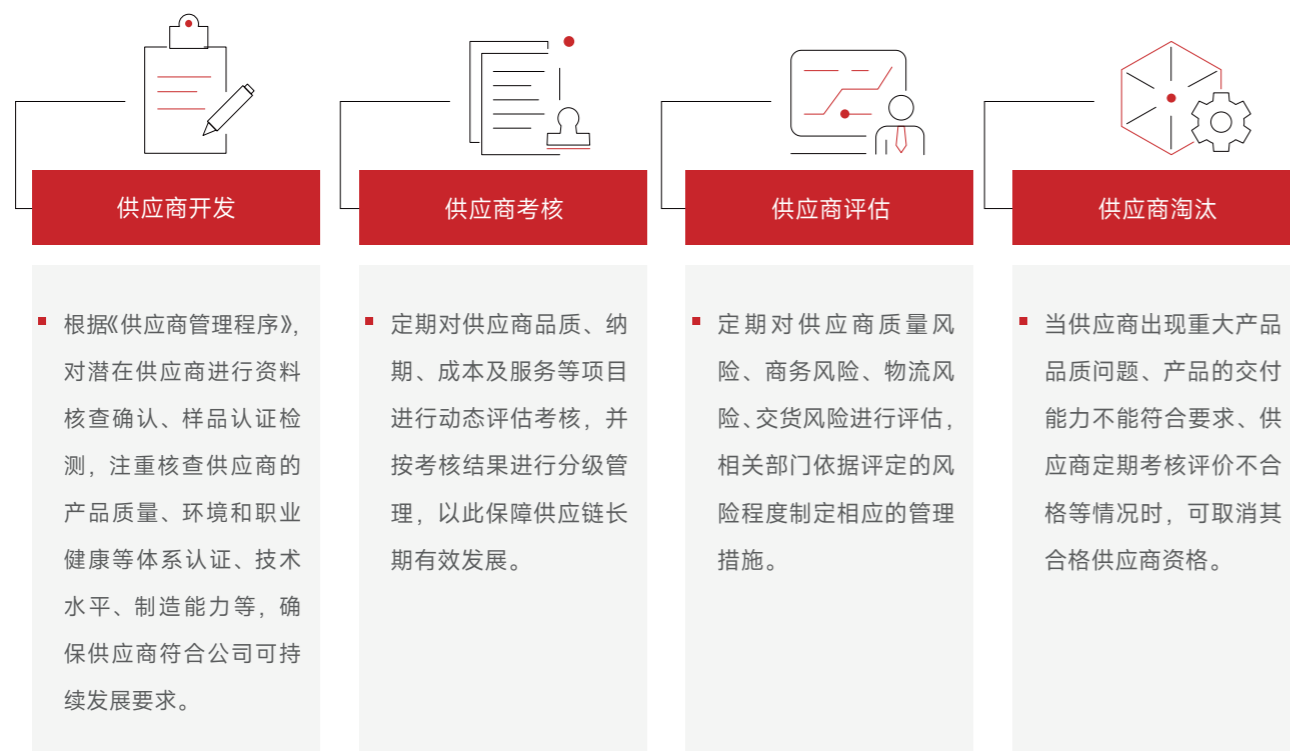 供应商开发
根据《供应商管理程序》,
对潜在供应商进行资料
核查确认、样品认证检
测，注重核查供应商的
产品质量、环境和职业
健康等体系认证、技术
水平、制造能力等，确
保供应商符合公司可持
续发展要求。
供应商考核
定期对供应商品质、纳
期、成本及服务等项目
进行动态评估考核，并
按考核结果进行分级管
理，以此保障供应链长
期有效发展。
供应商评估
定期对供应商质量风
险、商务风险、物流风
险、交货风险进行评估，
相关部门依据评定的风
险程度制定相应的管理
措施。
供应商淘汰
当供应商出现重大产品
品质问题、产品的交付
能力不能符合要求、供
应商定期考核评价不合
格等情况时，可取消其
合格供应商资格。